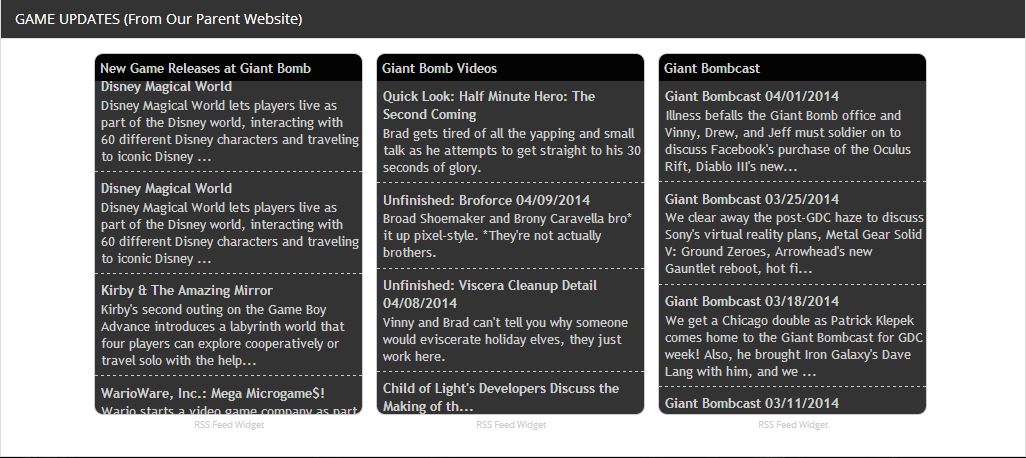 GAME UPDATES (From Our Parent Website)
New Game Releases at Giant Bomb
Disney Magical World
Disney Magical World lets players live as
part of the Disney world, interacting with
60 different Disney characters and traveling
to iconic Disney ...
Disney Magical World
Disney Magical World lets players live as
part of the Disney world, interacting with
60 different Disney characters and traveling
to iconic Disney ...
Kirby & The Amazing Mirror
Kirby's second outing on the Game Boy
Advance introduces a labyrinth world that
four players can explore cooperatively or
travel solo with the help...
WarioWare, Inc.: Mega Microgame$!
Wario starts a video game company as part
RSS Feed Widget
Giant Bomb Videos
Quick Look: Half Minute Hero: The
Second Coming
Brad gets tired of all the yapping and small
talk as he attempts to get straight to his 30
seconds of glory.
Unfinished: Broforce 04/09/2014
Broad Shoemaker and Brony Caravella bro*
it up pixel-style. *They're not actually
brothers.
Unfinished: Viscera Cleanup Detail
04/08/2014
Vinny and Brad can't tell you why someone
would eviscerate holiday elves, they just
work here.
Child of Light's Developers Discuss the
Making of th...
RSS Feed Widget
Giant Bombcast
Giant Bombcast 04/01/2014
Illness befalls the Giant Bomb office and
Vinny, Drew, and Jeff must soldier on to
discuss Facebook's purchase of the Oculus
Rift, Diablo III's new...
Giant Bombcast 03/25/2014
We clear away the post-GDC haze to discuss
Sony's virtual reality plans, Metal Gear Solid
V: Ground Zeroes, Arrowhead's new
Gauntlet reboot, hot fi...
Giant Bombcast 03/18/2014
We get a Chicago double as Patrick Klepek
comes home to the Giant Bombcast for GDC
week! Also, he brought Iron Galaxy's Dave
Lang with him, and we ...
Giant Bombcast 03/11/2014
RSS Feed Widget